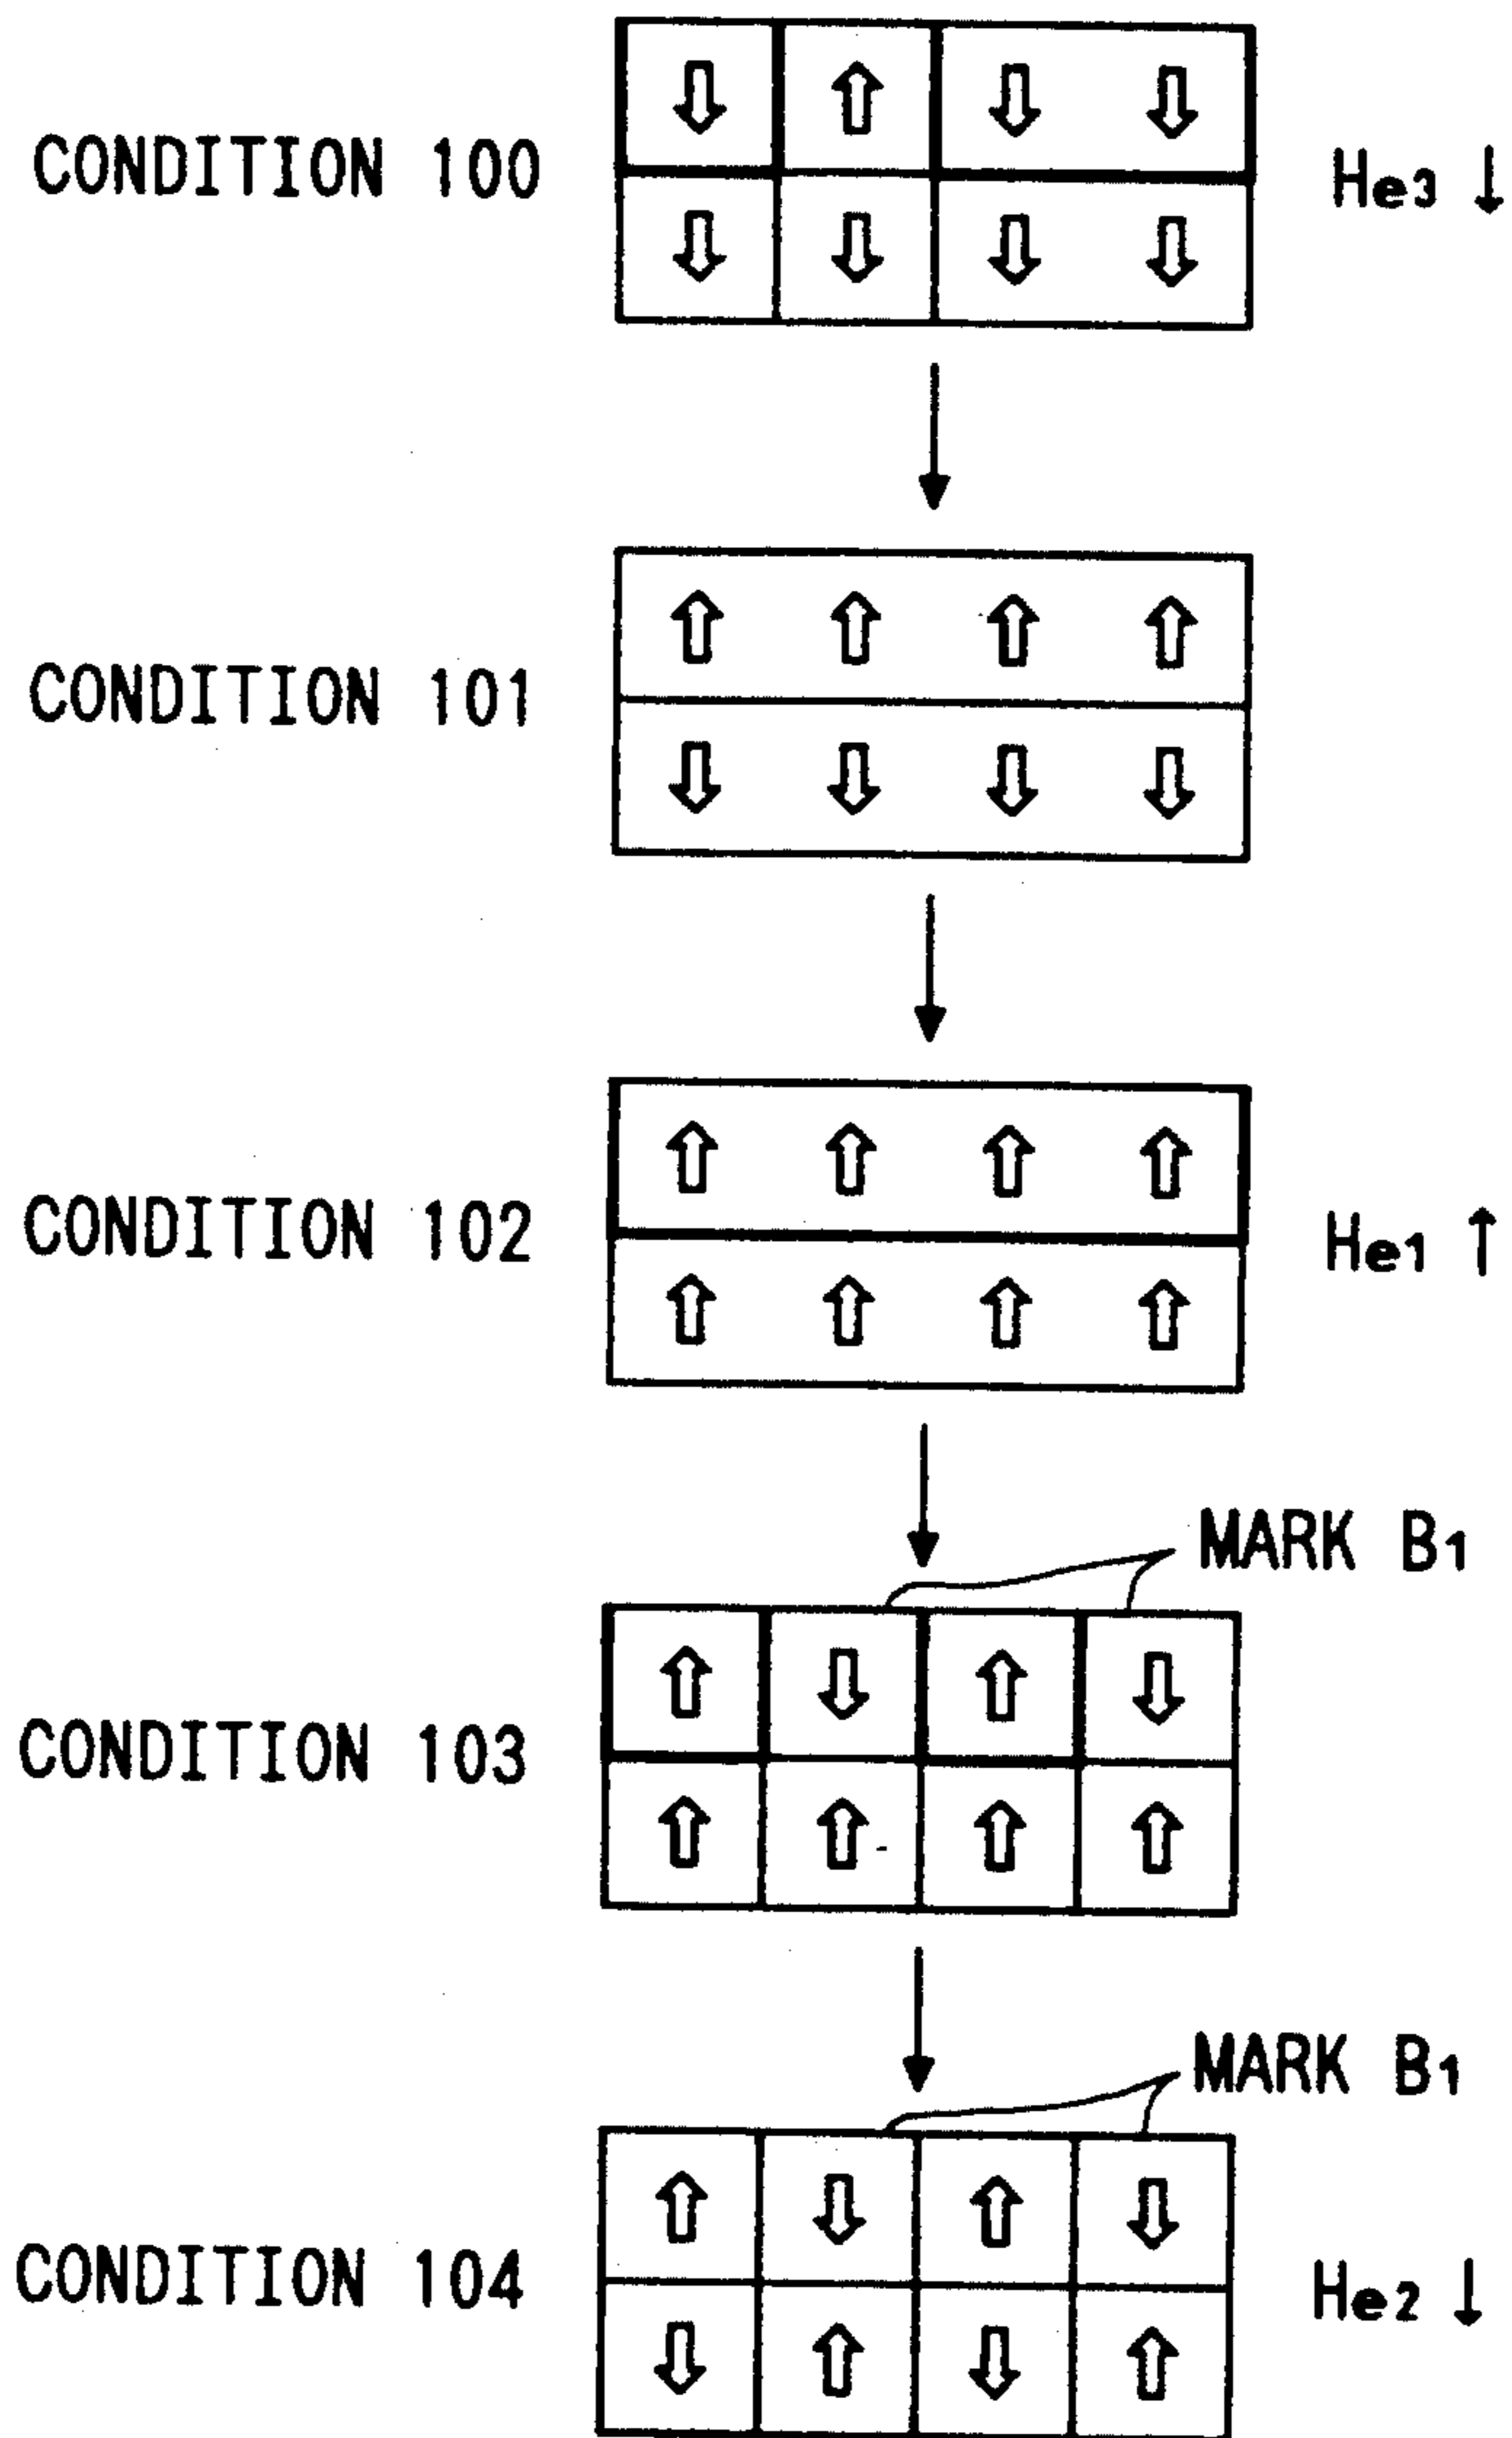 CONDITION 100
He3 ↓
CONDITION 101
CONDITION 102
He1 ↑
MARK B1
CONDITION 103
MARK B1
CONDITION 104
He2 ↓